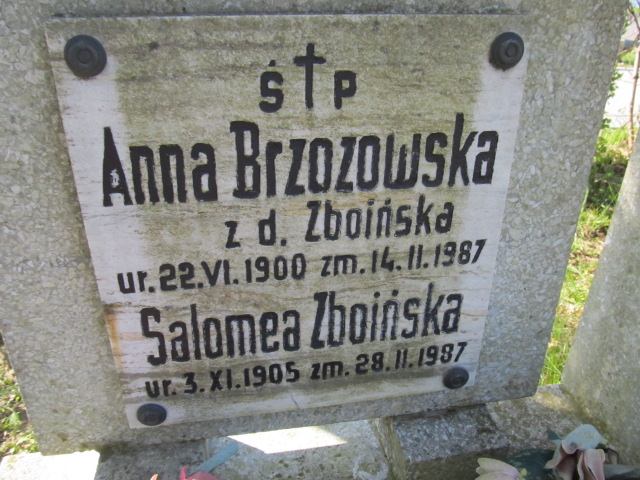 Ś † P
Anna Brzozowska
z d. Zboińska
ur. 22.VI.1900 zm. 14.II.1987
Salomea Zboińska
ur. 3.XI.1905 zm. 28.II.1987